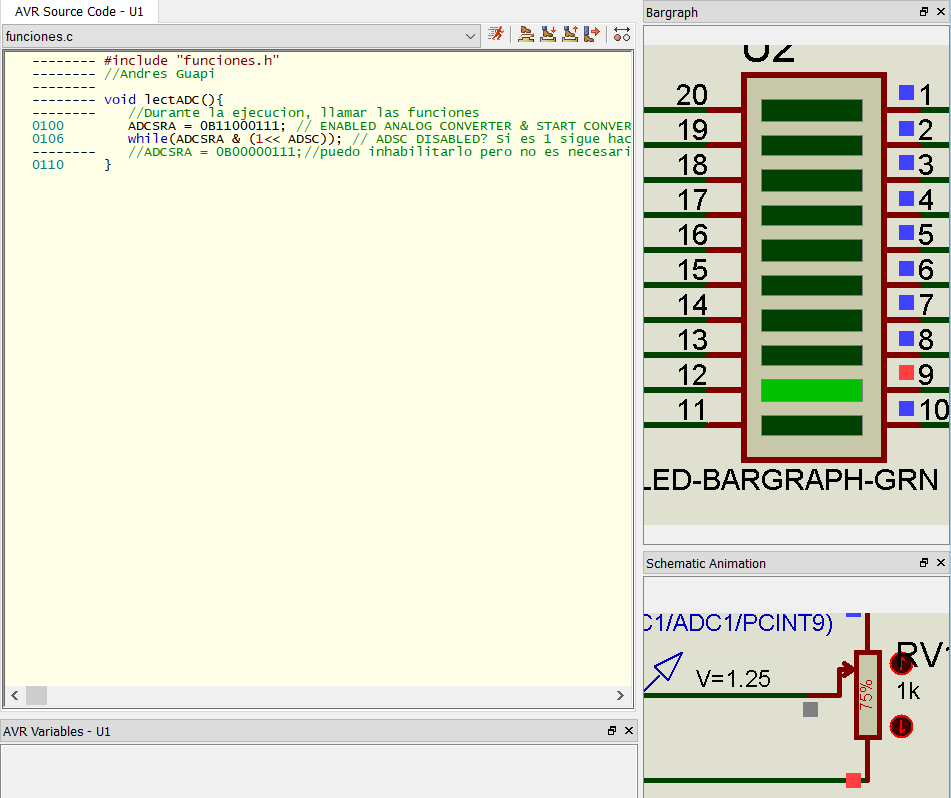 AVR Source Code - U1
funciones.c
-------- #include "funciones.h"
-------- //Andres Guapi
--------
-------- void lectADC(){
-------- //Durante la ejecucion, llamar las funciones
0100 ADCSRA = 0B11000111; // ENABLED ANALOG CONVERTER & START CONVER
0106 while(ADCSRA & (1<< ADSC)); // ADSC DISABLED? Si es 1 sigue hac
-------- //ADCSRA = 0B00000111;//puedo inhabilitarlo pero no es necesari
0110 }
AVR Variables - U1
Bargraph
U2
20 1
19 2
18 3
17 4
16 5
15 6
14 7
13 8
12 9
11 10
LED-BARGRAPH-GRN
Schematic Animation
C1/ADC1/PCINT9)
RV1
V=1.25
75%
1k